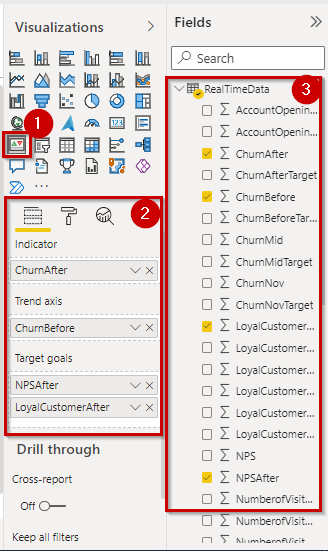 Visualizations
Fields
Search
1
3
RealTimeData
AccountOpenin...
AccountOpenin...
ChurnAfter
ChurnAfterTarget
ChurnBefore
ChurnBeforeTar...
ChurnMid
ChurnMidTarget
ChurnNov
ChurnNovTarget
LoyalCustomer...
LoyalCustomer...
LoyalCustomer...
LoyalCustomer...
LoyalCustomer...
LoyalCustomer...
NPS
NPSAfter
NumberofVisit...
NumberofVisit...
123
R
Py
...
2
Indicator
ChurnAfter
Trend axis
ChurnBefore
Target goals
NPSAfter
LoyalCustomerAfter
Drill through
Cross-report
Off
Keep all filters